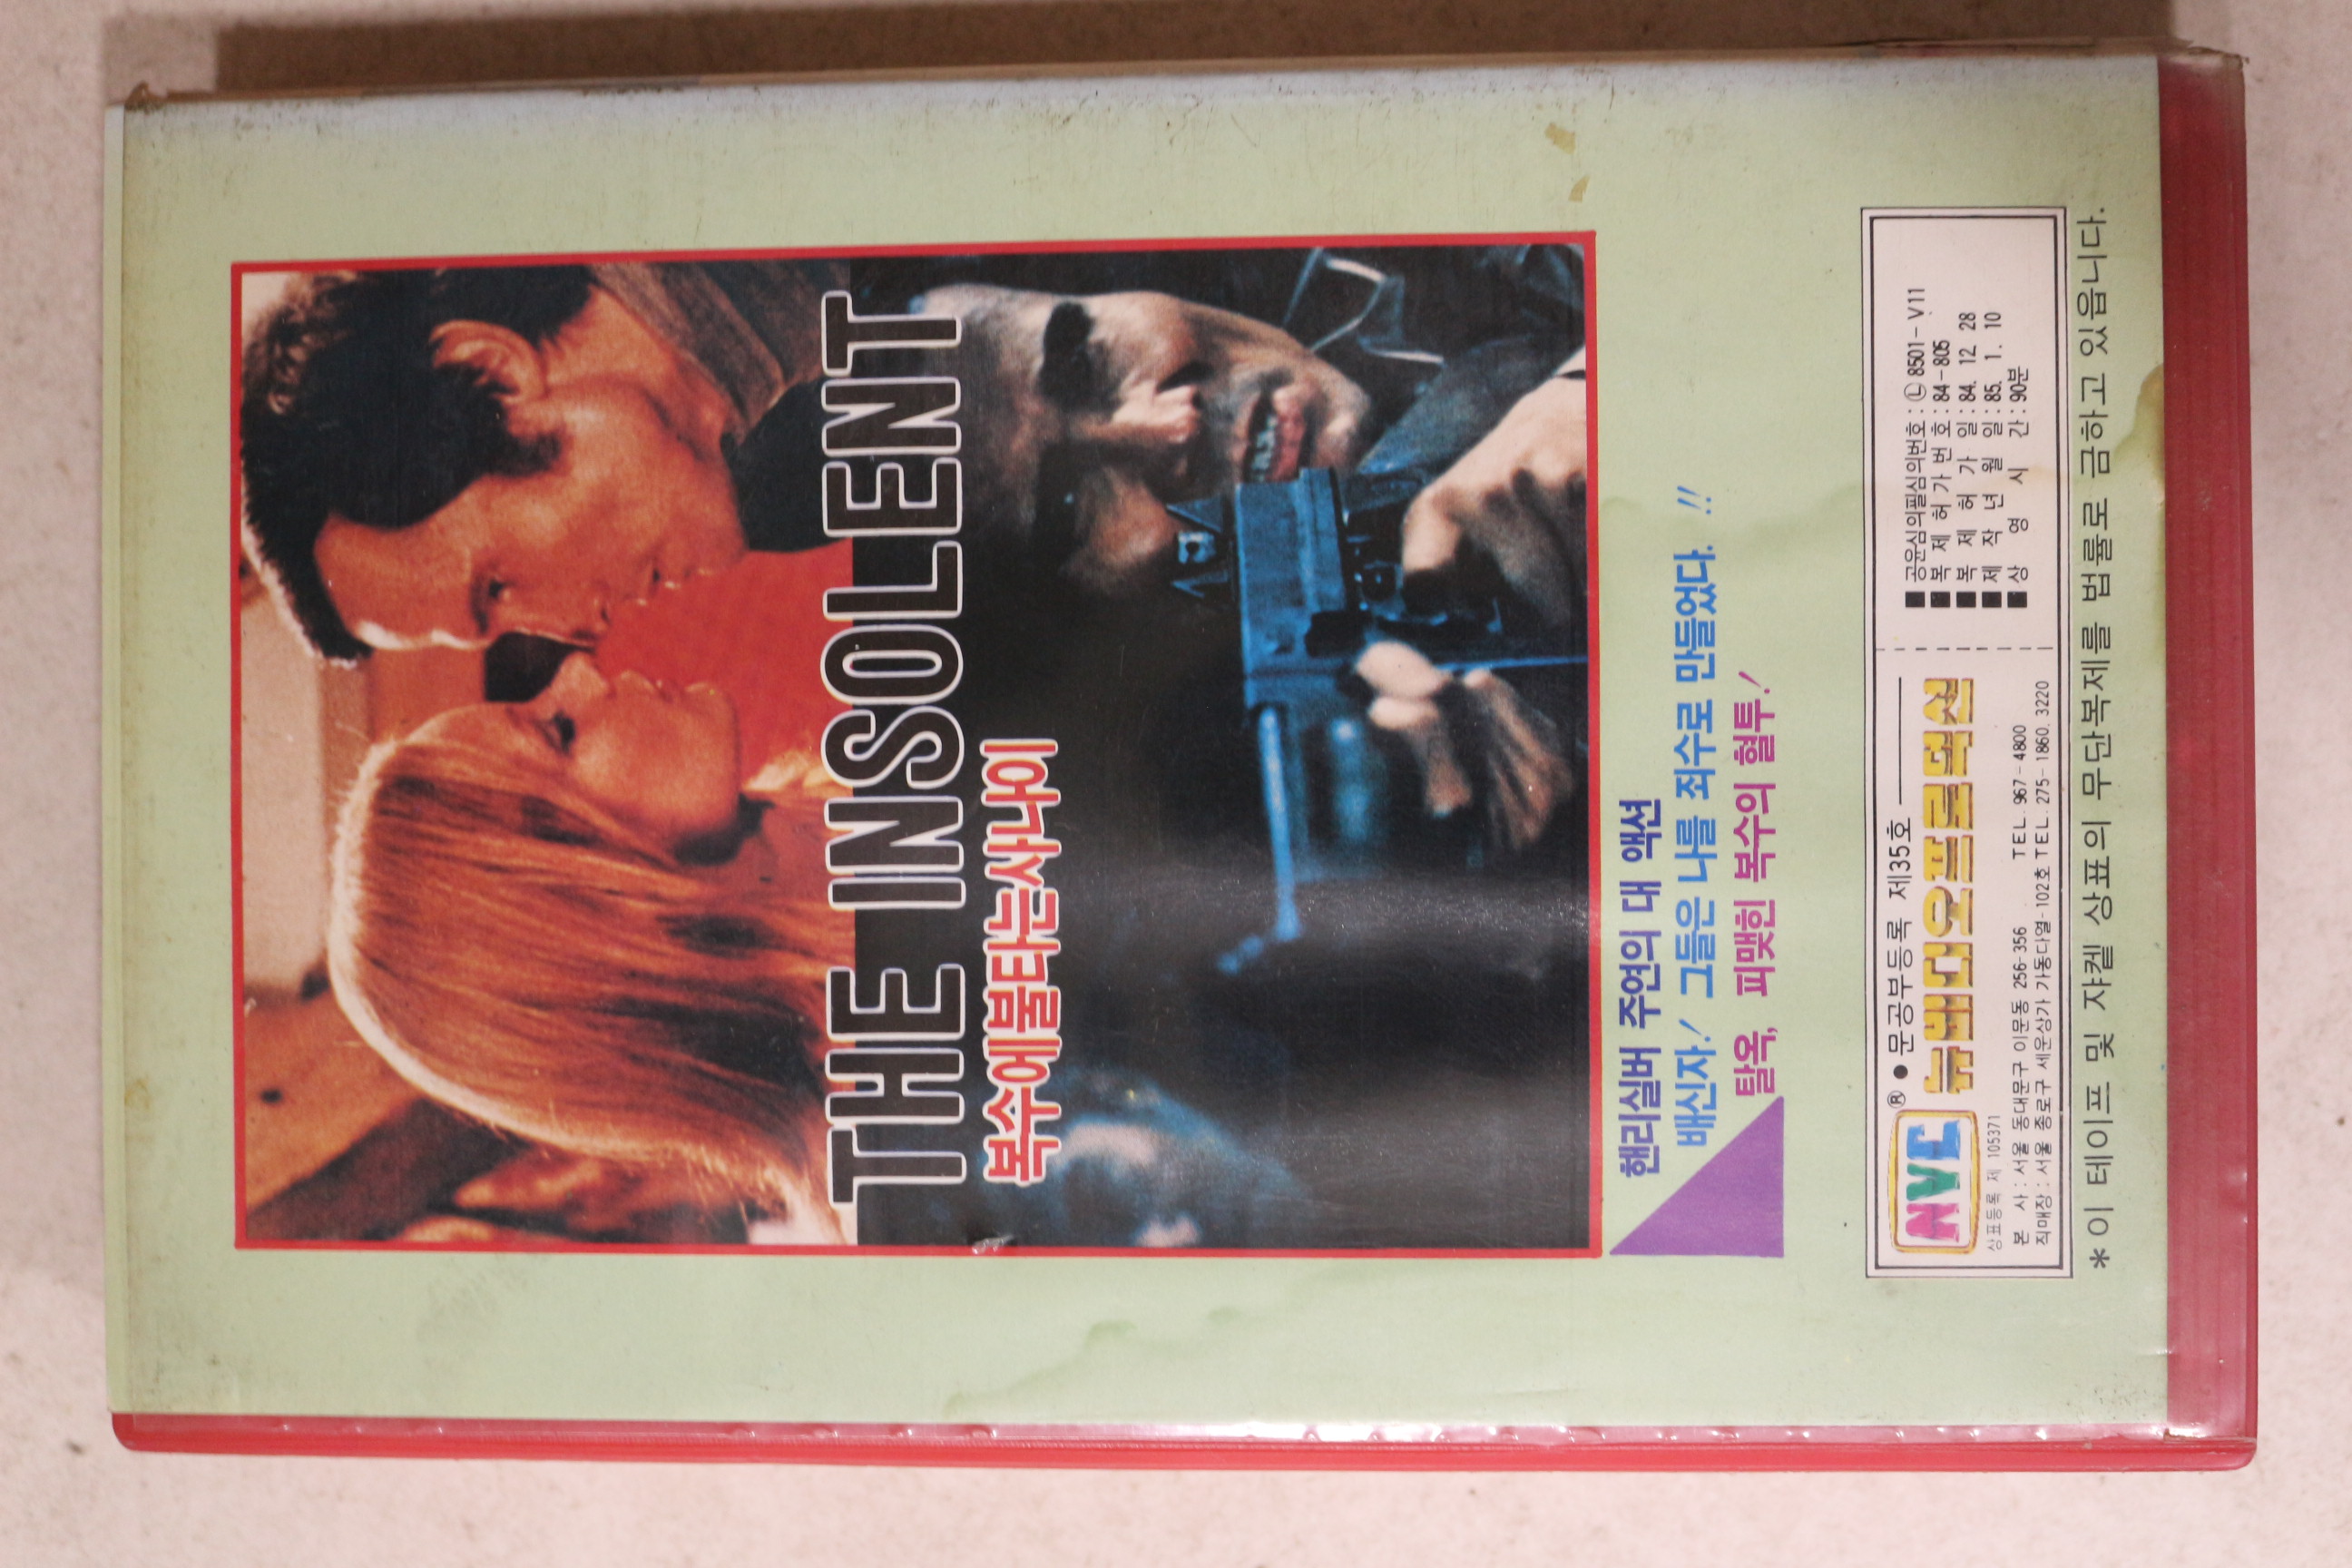 THE INSOLENT
복수에불타는사나이
핸리실버 주연의 대 액션
배신자! 그들은 나를 죄수로 만들었다. !!
탈옥, 피맺힌 복수의 혈투!
NVC ® ● 문공부등록 제35호
뉴비디오프로덕션
상표등록 제 105371
본 사 : 서울 동대문구 이문동 256-356 TEL. 967-4800
직매장 : 서울 종로구 세운상가 가동다열-102호 TEL. 275-1860. 3220
■ 공윤심의필심의번호 : Ⓛ 8501-V11
■ 복제허가번호 : 84-805
■ 복제허가일 : 84. 12. 28
■ 제작년월일 : 85. 1. 10
■ 상영시간 : 90분
*이 테이프 및 쟈켙 상표의 무단복제를 법률로 금하고 있읍니다.